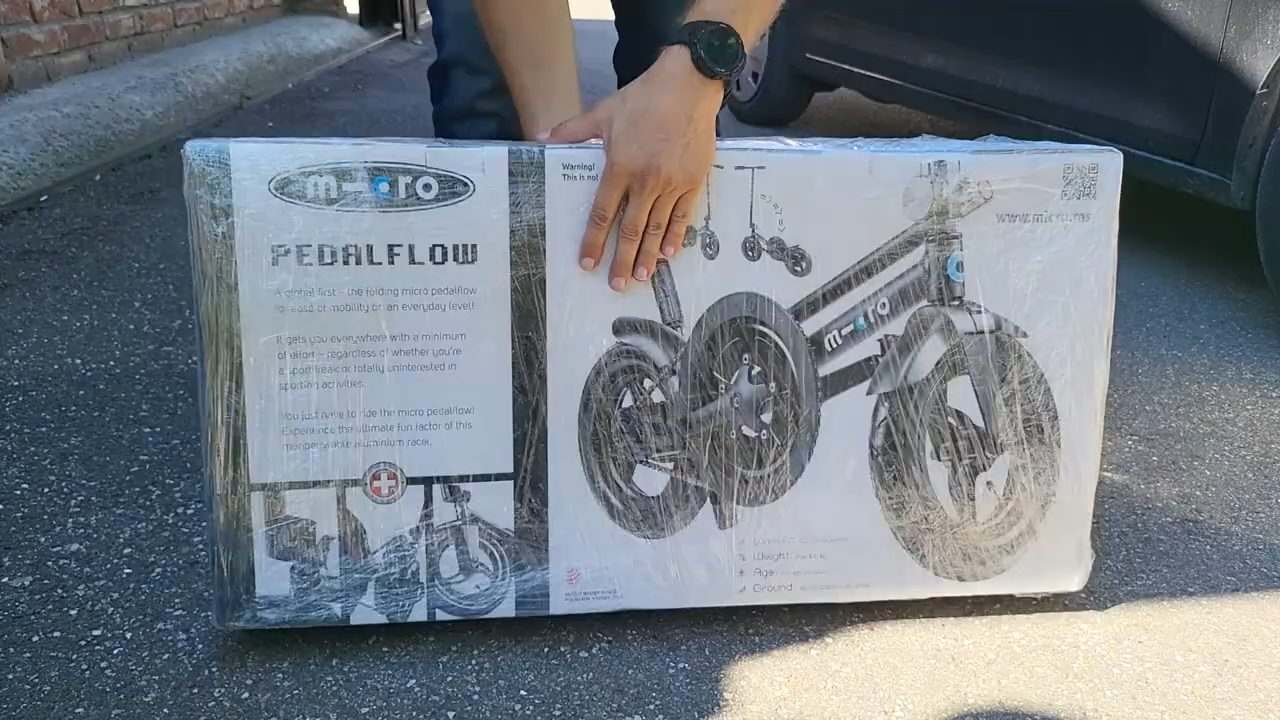 micro
PEDALFLOW
A global first – the folding micro pedalflow
ease of mobility on an everyday level!
It gets you everywhere with a minimum
of effort – regardless of whether you're
a sport freak or totally uninterested in
sporting activities.
You just have to ride the micro pedalflow!
Experience the ultimate fun factor of this
aluminium racer.
Warning!
This is not
www.micro.ms
micro
Weight:
Age:
Ground